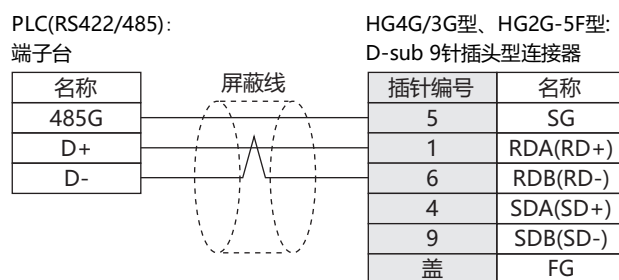 PLC(RS422/485):
端子台
HG4G/3G型、HG2G-5F型:
D-sub 9针插头型连接器
名称
屏蔽线
插针编号 名称
485G
5 SG
D+
1 RDA(RD+)
D-
6 RDB(RD-)
4 SDA(SD+)
9 SDB(SD-)
盖 FG